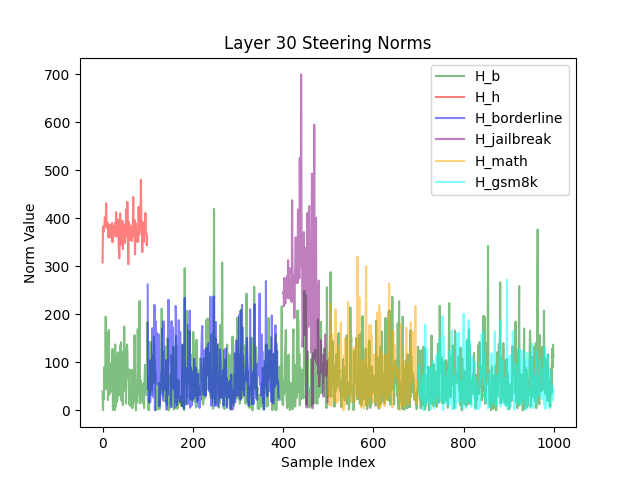 Layer 30 Steering Norms
Norm Value
700
600
500
400
300
200
100
0
H_b
H_h
H_borderline
H_jailbreak
H_math
H_gsm8k
0
200
400
600
800
1000
Sample Index